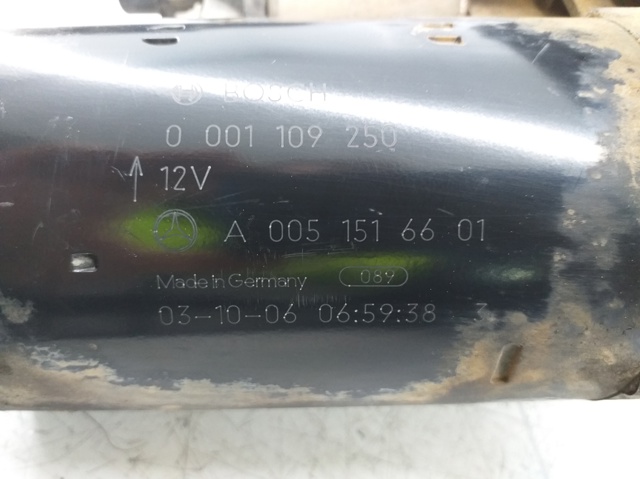 BOSCH
0 001 109 250
12V
A 005 151 66 01
Made in Germany 089
03-10-06 06:59:38 3